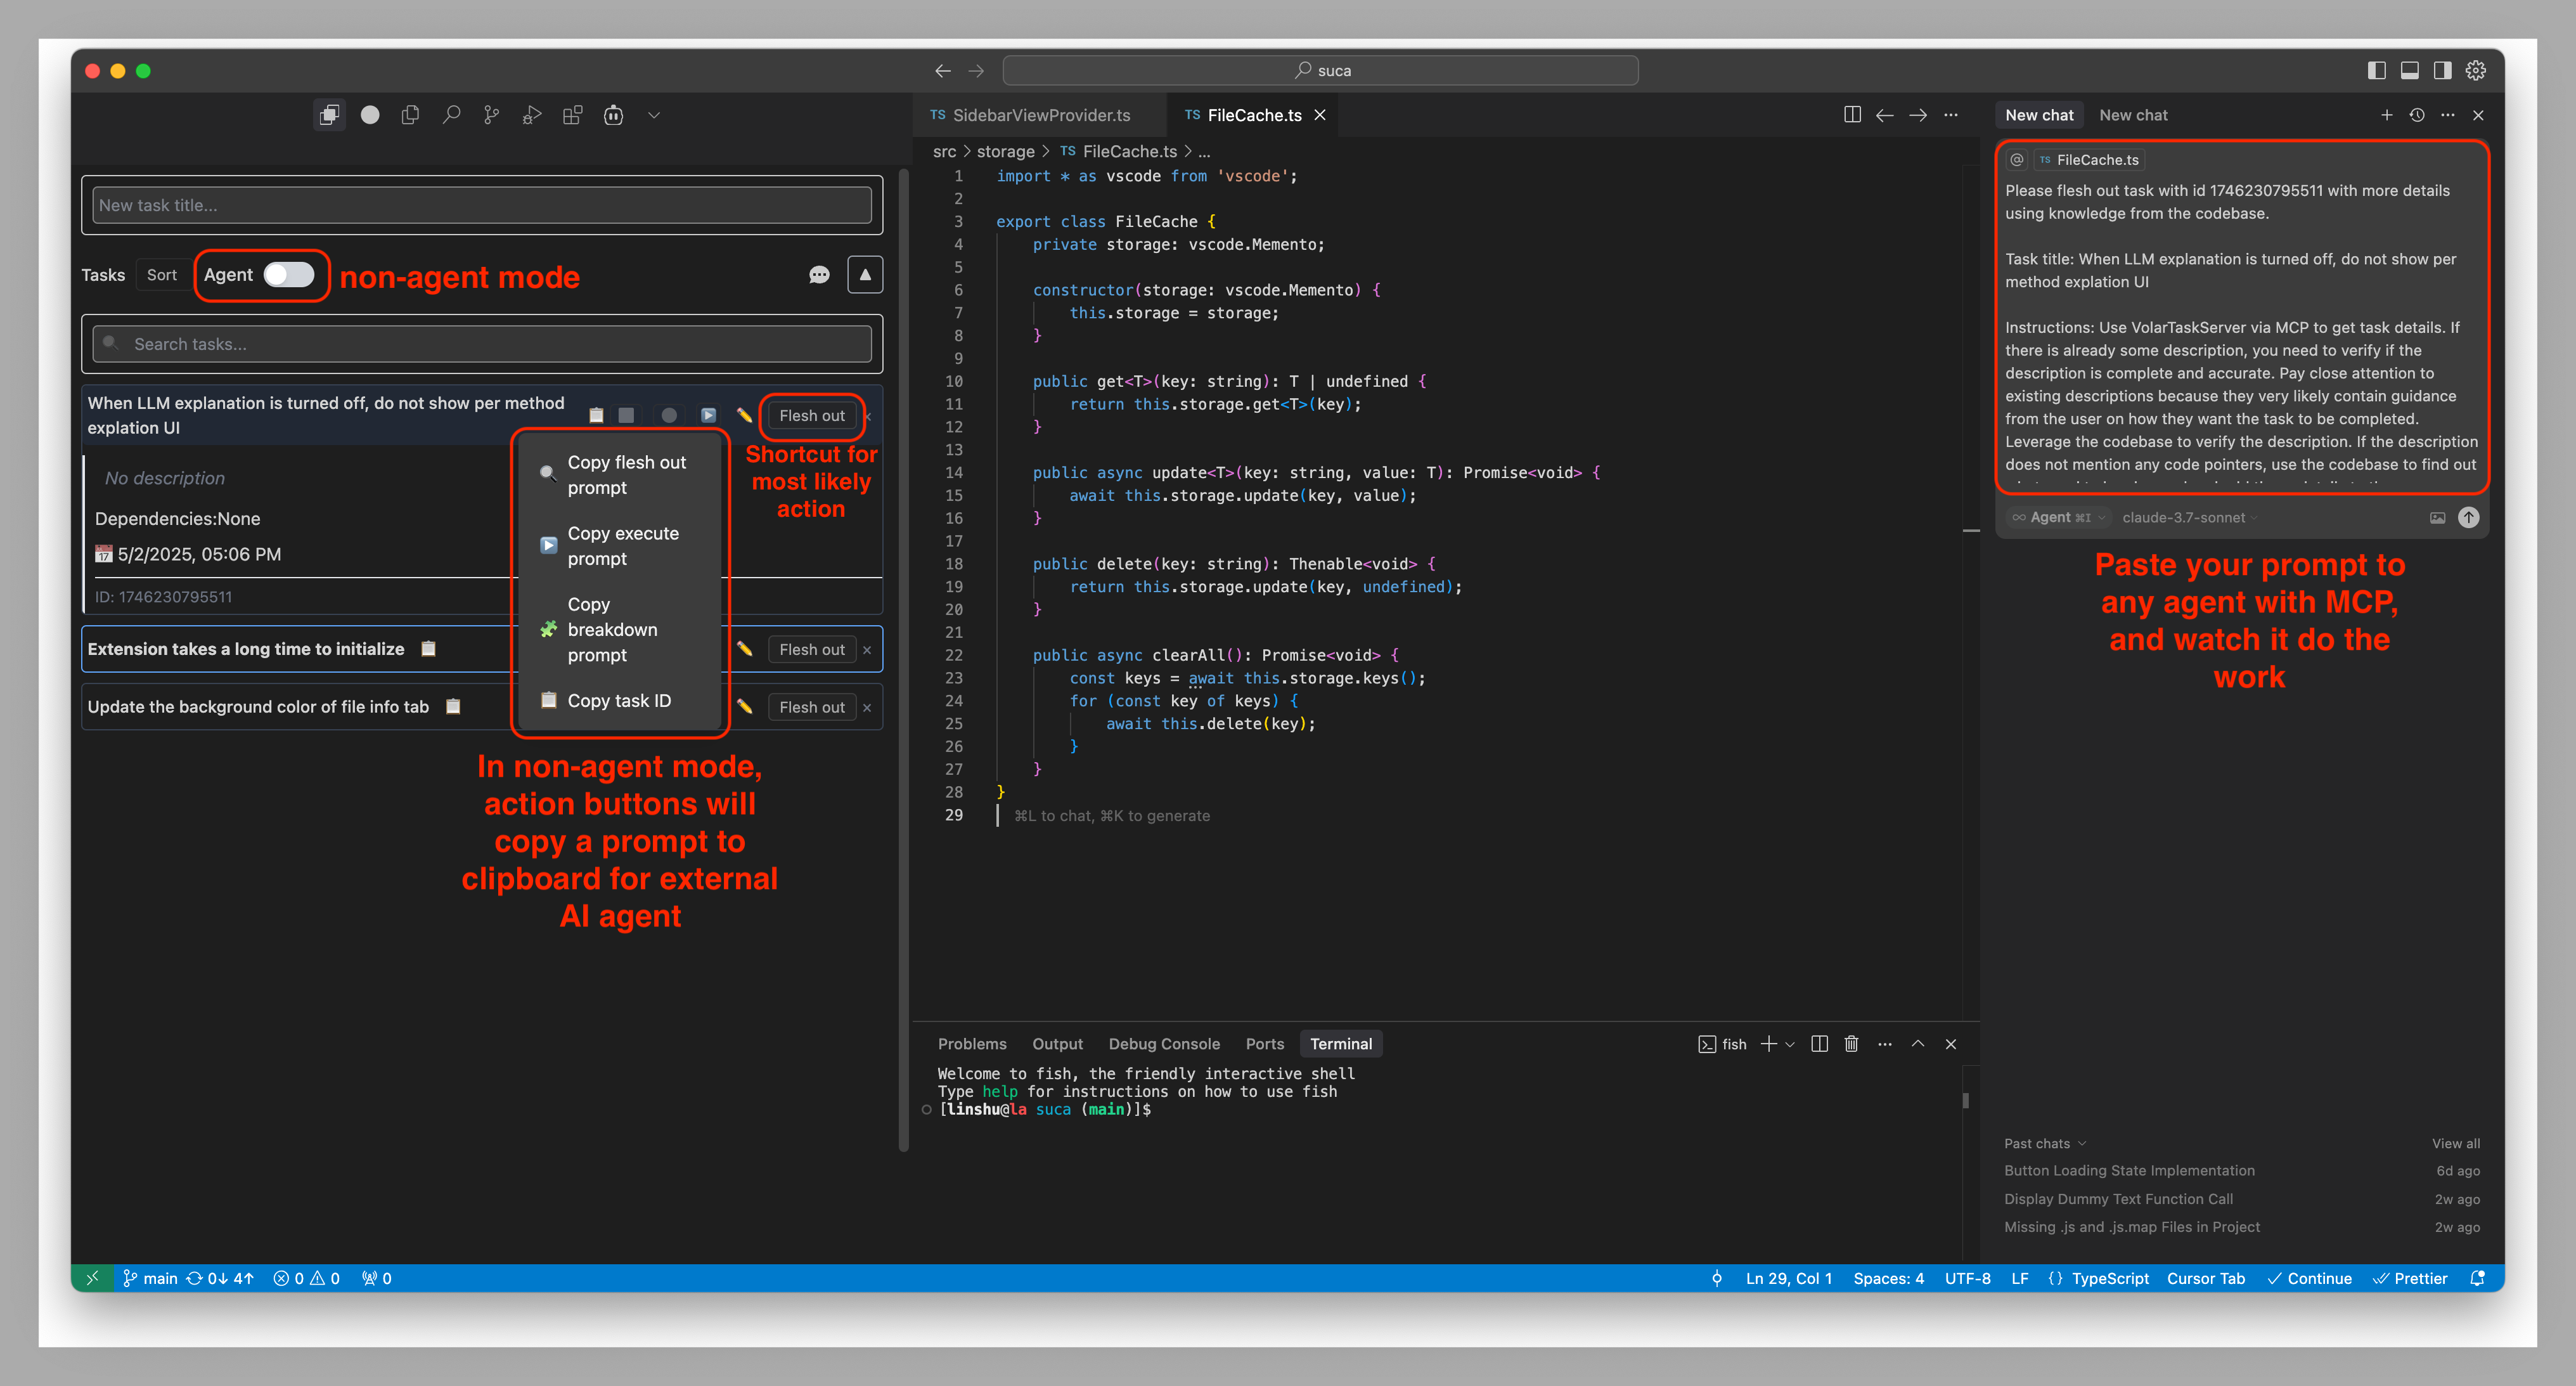 suca
New task title...
Tasks Sort Agent non-agent mode
Search tasks...
When LLM explanation is turned off, do not show per method
explation UI
Flesh out
×
Shortcut for
most likely
action
No description
Dependencies:None
17 5/2/2025, 05:06 PM
ID: 1746230795511
Copy flesh out
prompt
Copy execute
prompt
Copy
breakdown
prompt
Copy task ID
Extension takes a long time to initialize
Flesh out ×
Update the background color of file info tab
Flesh out ×
In non-agent mode,
action buttons will
copy a prompt to
clipboard for external
AI agent
TS SidebarViewProvider.ts TS FileCache.ts
src > storage > TS FileCache.ts > ...
1 import * as vscode from 'vscode';
2
3 export class FileCache {
4 private storage: vscode.Memento;
5
6 constructor(storage: vscode.Memento) {
7 this.storage = storage;
8 }
9
10 public get<T>(key: string): T | undefined {
11 return this.storage.get<T>(key);
12 }
13
14 public async update<T>(key: string, value: T): Promise<void> {
15 await this.storage.update(key, value);
16 }
17
18 public delete(key: string): Thenable<void> {
19 return this.storage.update(key, undefined);
20 }
21
22 public async clearAll(): Promise<void> {
23 const keys = await this.storage.keys();
24 for (const key of keys) {
25 await this.delete(key);
26 }
27 }
28 }
29 ⌘L to chat, ⌘K to generate
Problems Output Debug Console Ports Terminal
fish
Welcome to fish, the friendly interactive shell
Type help for instructions on how to use fish
[linshu@la suca (main)]$
New chat New chat
@ TS FileCache.ts
Please flesh out task with id 1746230795511 with more details
using knowledge from the codebase.
Task title: When LLM explanation is turned off, do not show per
method explation UI
Instructions: Use VolarTaskServer via MCP to get task details. If
there is already some description, you need to verify if the
description is complete and accurate. Pay close attention to
existing descriptions because they very likely contain guidance
from the user on how they want the task to be completed.
Leverage the codebase to verify the description. If the description
does not mention any code pointers, use the codebase to find out
∞ Agent ⌘I claude-3.7-sonnet
Paste your prompt to
any agent with MCP,
and watch it do the
work
Past chats View all
Button Loading State Implementation 6d ago
Display Dummy Text Function Call 2w ago
Missing .js and .js.map Files in Project 2w ago
main 0↓ 4↑ 0 0 0
Ln 29, Col 1 Spaces: 4 UTF-8 LF {} TypeScript Cursor Tab Continue Prettier